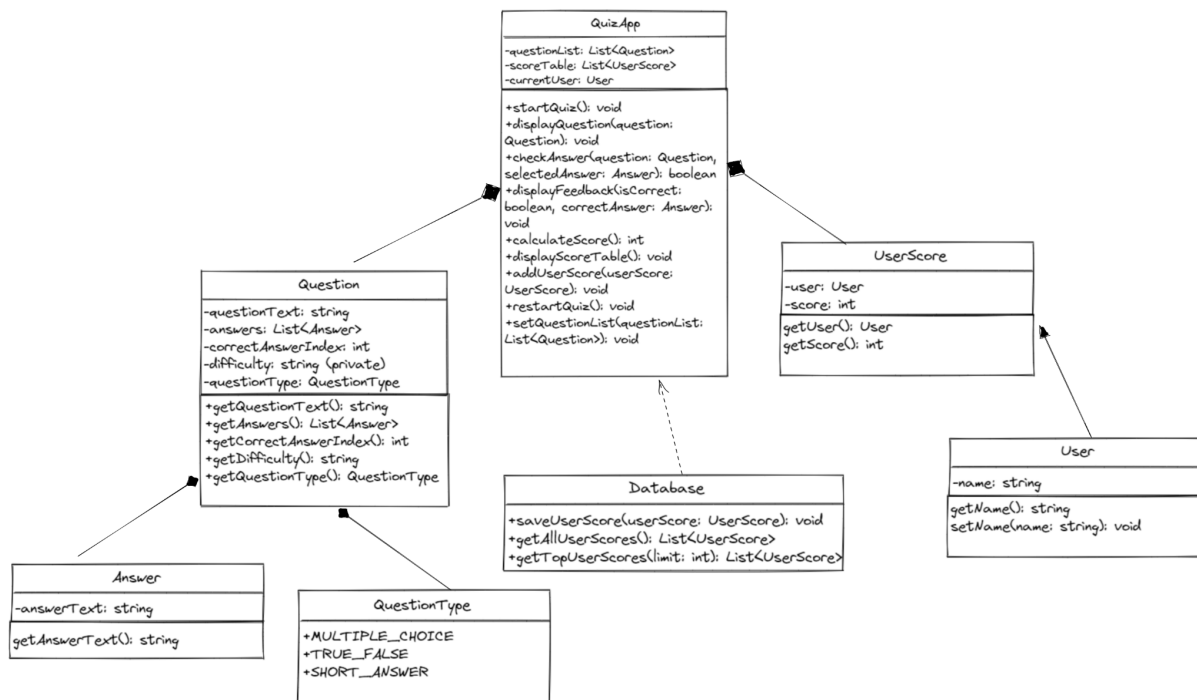 QuizApp
-questionList: List<Question>
-scoreTable: List<UserScore>
-currentUser: User
+startQuiz(): void
+displayQuestion(question:
Question): void
+checkAnswer(question: Question,
selectedAnswer: Answer): boolean
+displayFeedback(isCorrect:
boolean, correctAnswer: Answer):
void
+calculateScore(): int
+displayScoreTable(): void
+addUserScore(userScore:
UserScore): void
+restartQuiz(): void
+setQuestionList(questionList:
List<Question>): void
UserScore
-user: User
-score: int
getUser(): User
getScore(): int
Question
-questionText: string
-answers: List<Answer>
-correctAnswerIndex: int
-difficulty: string (private)
-questionType: QuestionType
+getQuestionText(): string
+getAnswers(): List<Answer>
+getCorrectAnswerIndex(): int
+getDifficulty(): string
+getQuestionType(): QuestionType
User
-name: string
getName(): string
setName(name: string): void
Database
+saveUserScore(userScore: UserScore): void
+getAllUserScores(): List<UserScore>
+getTopUserScores(limit: int): List<UserScore>
Answer
-answerText: string
getAnswerText(): string
QuestionType
+MULTIPLE_CHOICE
+TRUE_FALSE
+SHORT_ANSWER